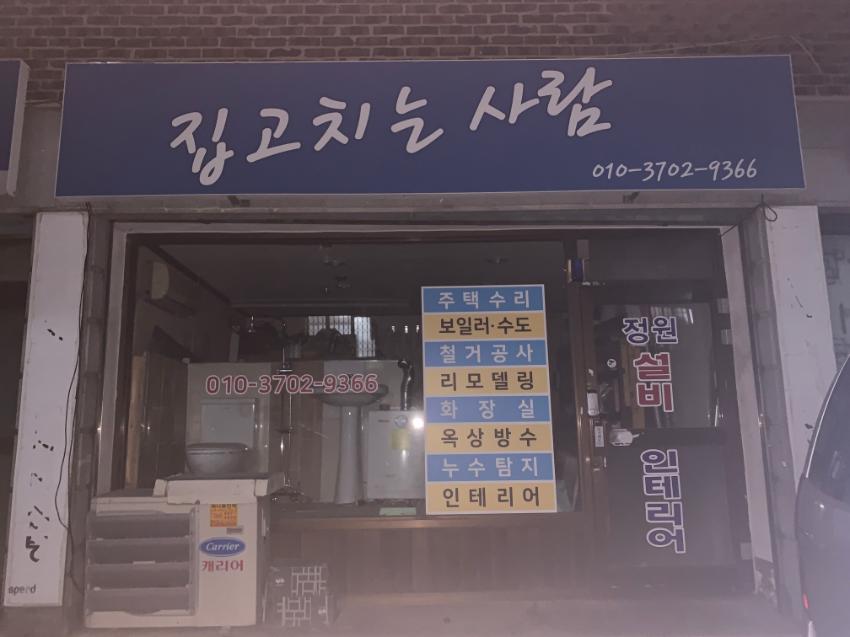 집고치는 사람
010-3702-9366
주택수리
보일러·수도
철거공사
리모델링
화장실
옥상방수
누수탐지
인테리어
010-3702-9366
정원
설비
인테리어
Carrier
캐리어
speed